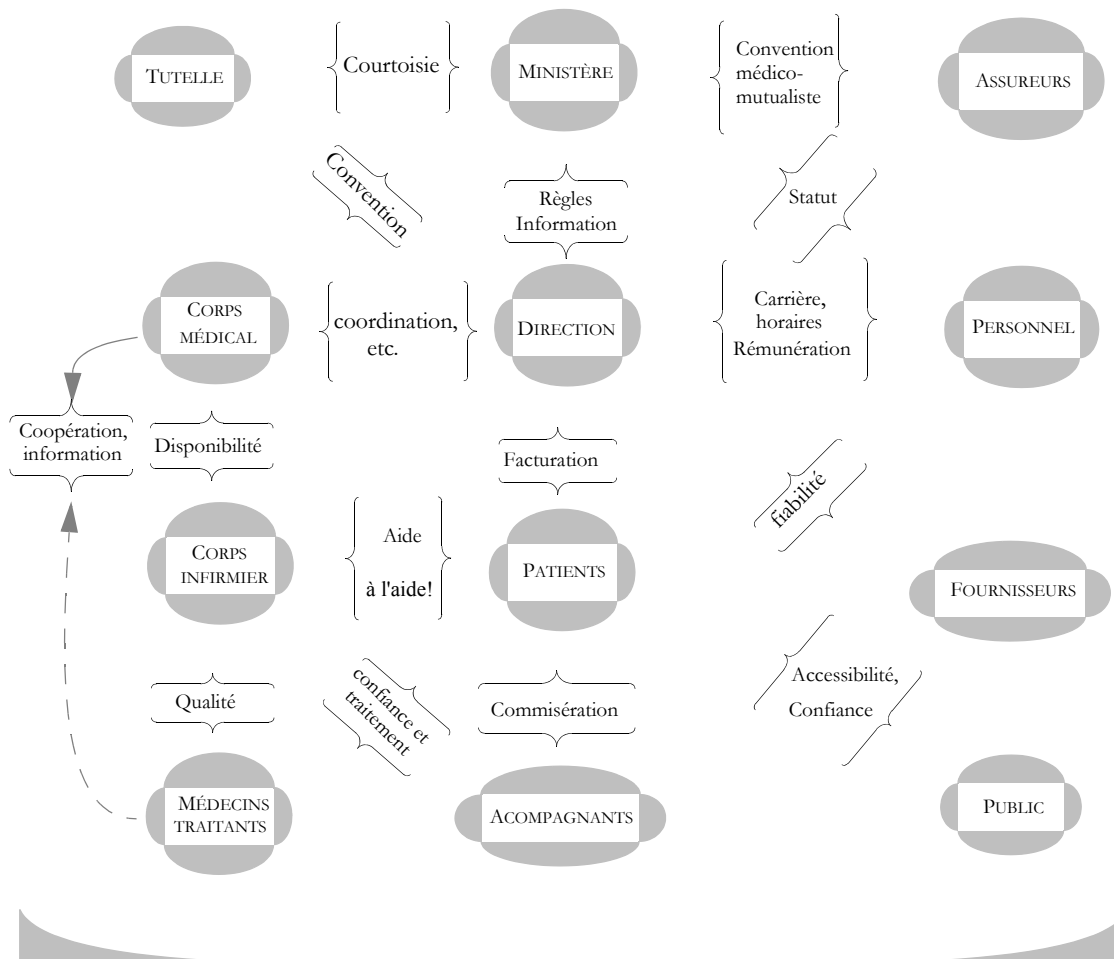 TUTELLE
Courtoisie
MINISTÈRE
Convention
médico-
mutualiste
ASSUREURS
Convention
Règles
Information
Statut
CORPS
MÉDICAL
coordination,
etc.
DIRECTION
Carrière,
horaires
Rémunération
PERSONNEL
Coopération,
information
Disponibilité
Facturation
fiabilité
CORPS
INFIRMIER
Aide
à l'aide!
PATIENTS
FOURNISSEURS
Qualité
confiance et
traitement
Commisération
Accessibilité,
Confiance
MÉDECINS
TRAITANTS
ACOMPAGNANTS
PUBLIC